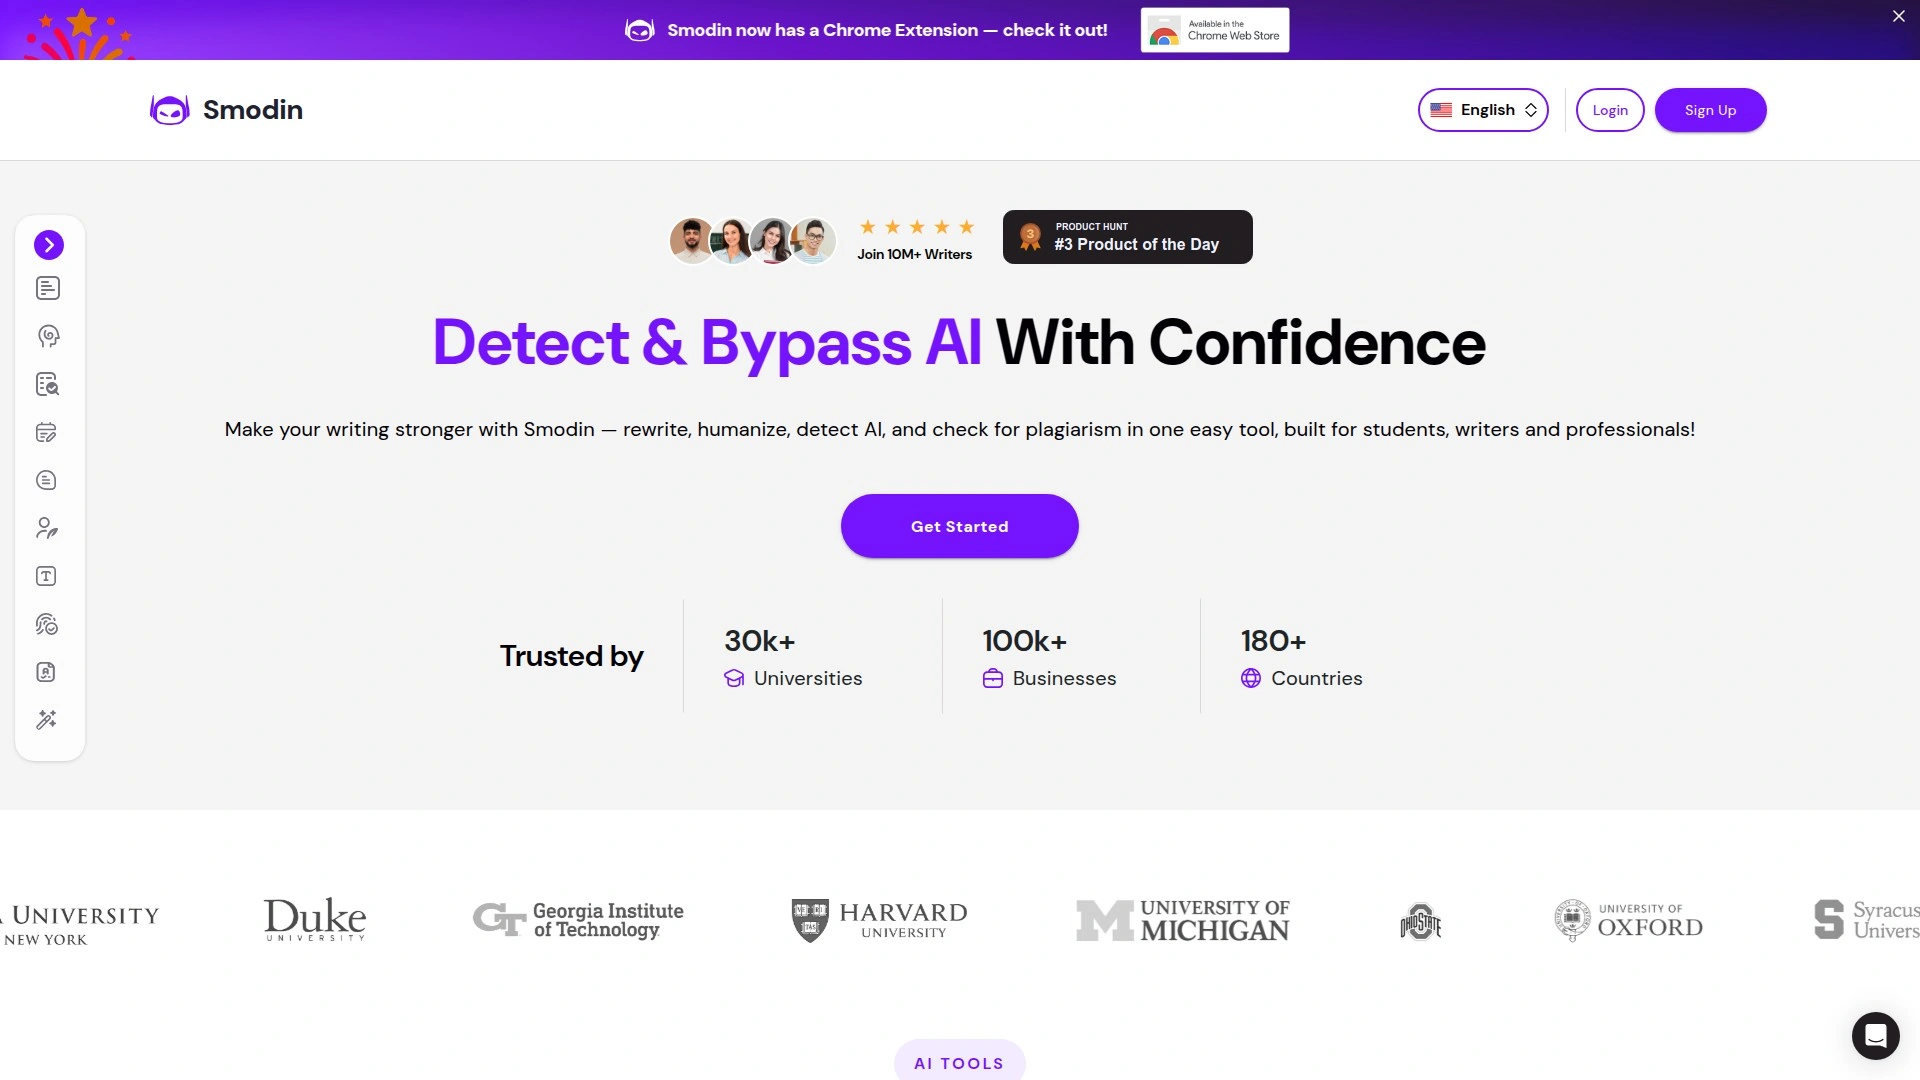 Smodin now has a Chrome Extension — check it out!
Available in the
Chrome Web Store
Smodin
English
Login
Sign Up
Join 10M+ Writers
3
PRODUCT HUNT
#3 Product of the Day
Detect & Bypass AI With Confidence
Make your writing stronger with Smodin — rewrite, humanize, detect AI, and check for plagiarism in one easy tool, built for students, writers and professionals!
Get Started
Trusted by
30k+
Universities
100k+
Businesses
180+
Countries
UNIVERSITY
NEW YORK
Duke
UNIVERSITY
GT
Georgia Institute
of Technology
HARVARD
UNIVERSITY
M
UNIVERSITY OF
MICHIGAN
OHIO STATE
UNIVERSITY OF
OXFORD
S
Syracus
Univers
AI TOOLS